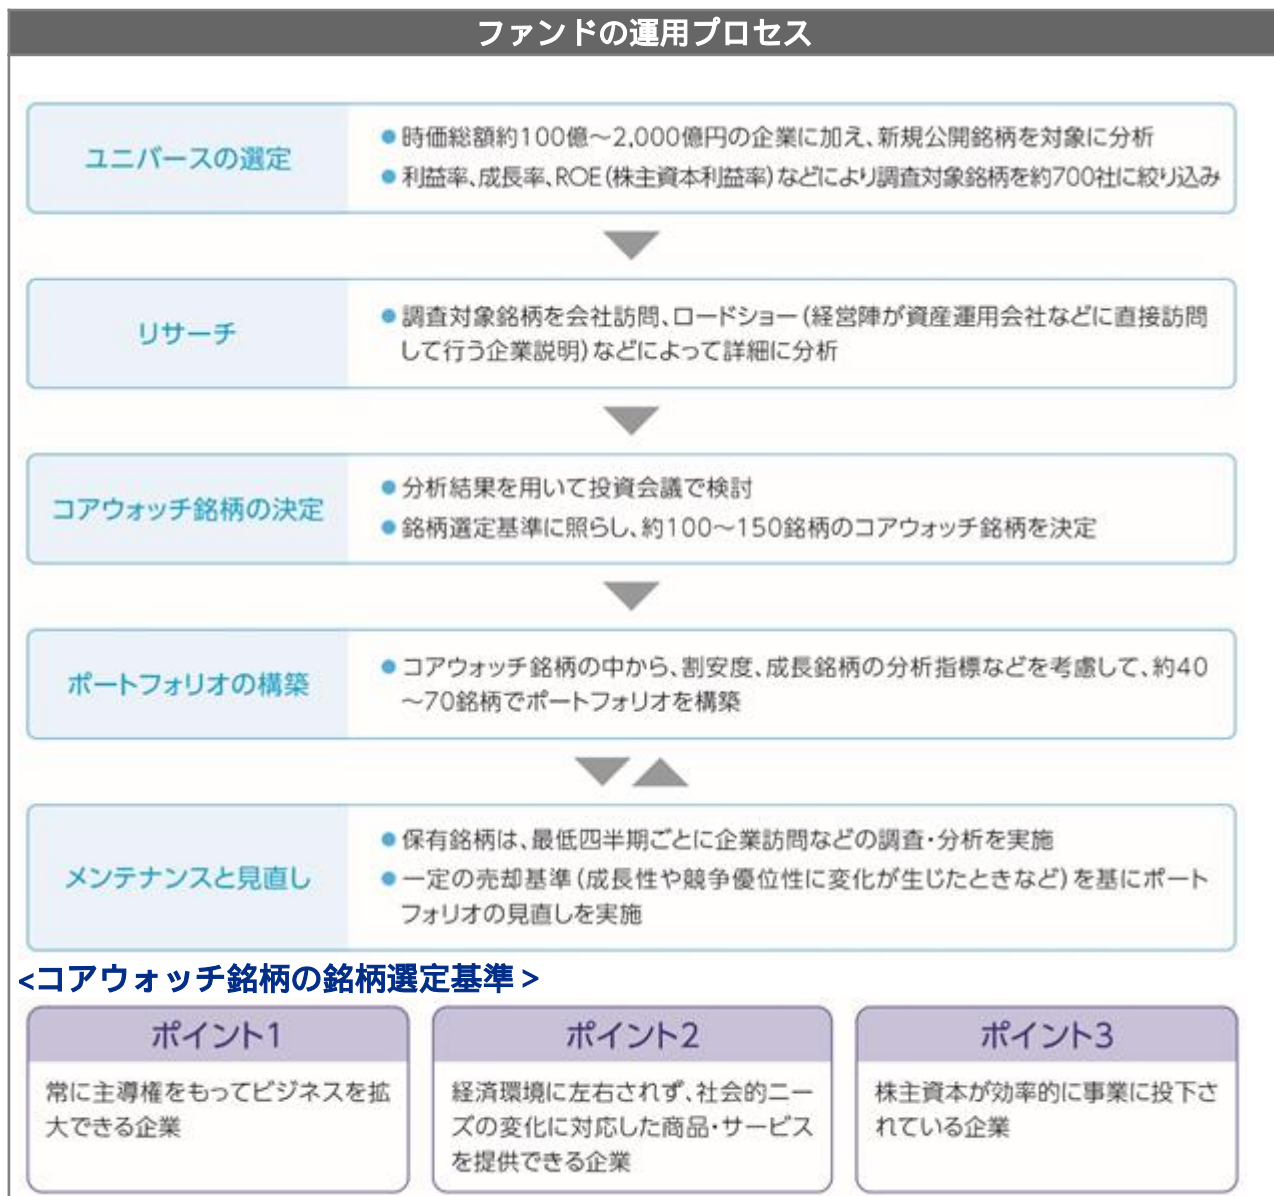 ファンドの運用プロセス
ユニバースの選定
●時価総額約100億～2,000億円の企業に加え、新規公開銘柄を対象に分析
●利益率、成長率、ROE(株主資本利益率)などにより調査対象銘柄を約700社に絞り込み
リサーチ
●調査対象銘柄を会社訪問、ロードショー(経営陣が資産運用会社などに直接訪問
して行う企業説明)などによって詳細に分析
コアウォッチ銘柄の決定
●分析結果を用いて投資会議で検討
●銘柄選定基準に照らし、約100～150銘柄のコアウォッチ銘柄を決定
ポートフォリオの構築
●コアウォッチ銘柄の中から、割安度、成長銘柄の分析指標などを考慮して、約40
～70銘柄でポートフォリオを構築
メンテナンスと見直し
●保有銘柄は、最低四半期ごとに企業訪問などの調査・分析を実施
●一定の売却基準(成長性や競争優位性に変化が生じたときなど)を基にポート
フォリオの見直しを実施
<コアウォッチ銘柄の銘柄選定基準>
ポイント1
常に主導権をもってビジネスを拡
大できる企業
ポイント2
経済環境に左右されず、社会的ニー
ズの変化に対応した商品・サービス
を提供できる企業
ポイント3
株主資本が効率的に事業に投下さ
れている企業